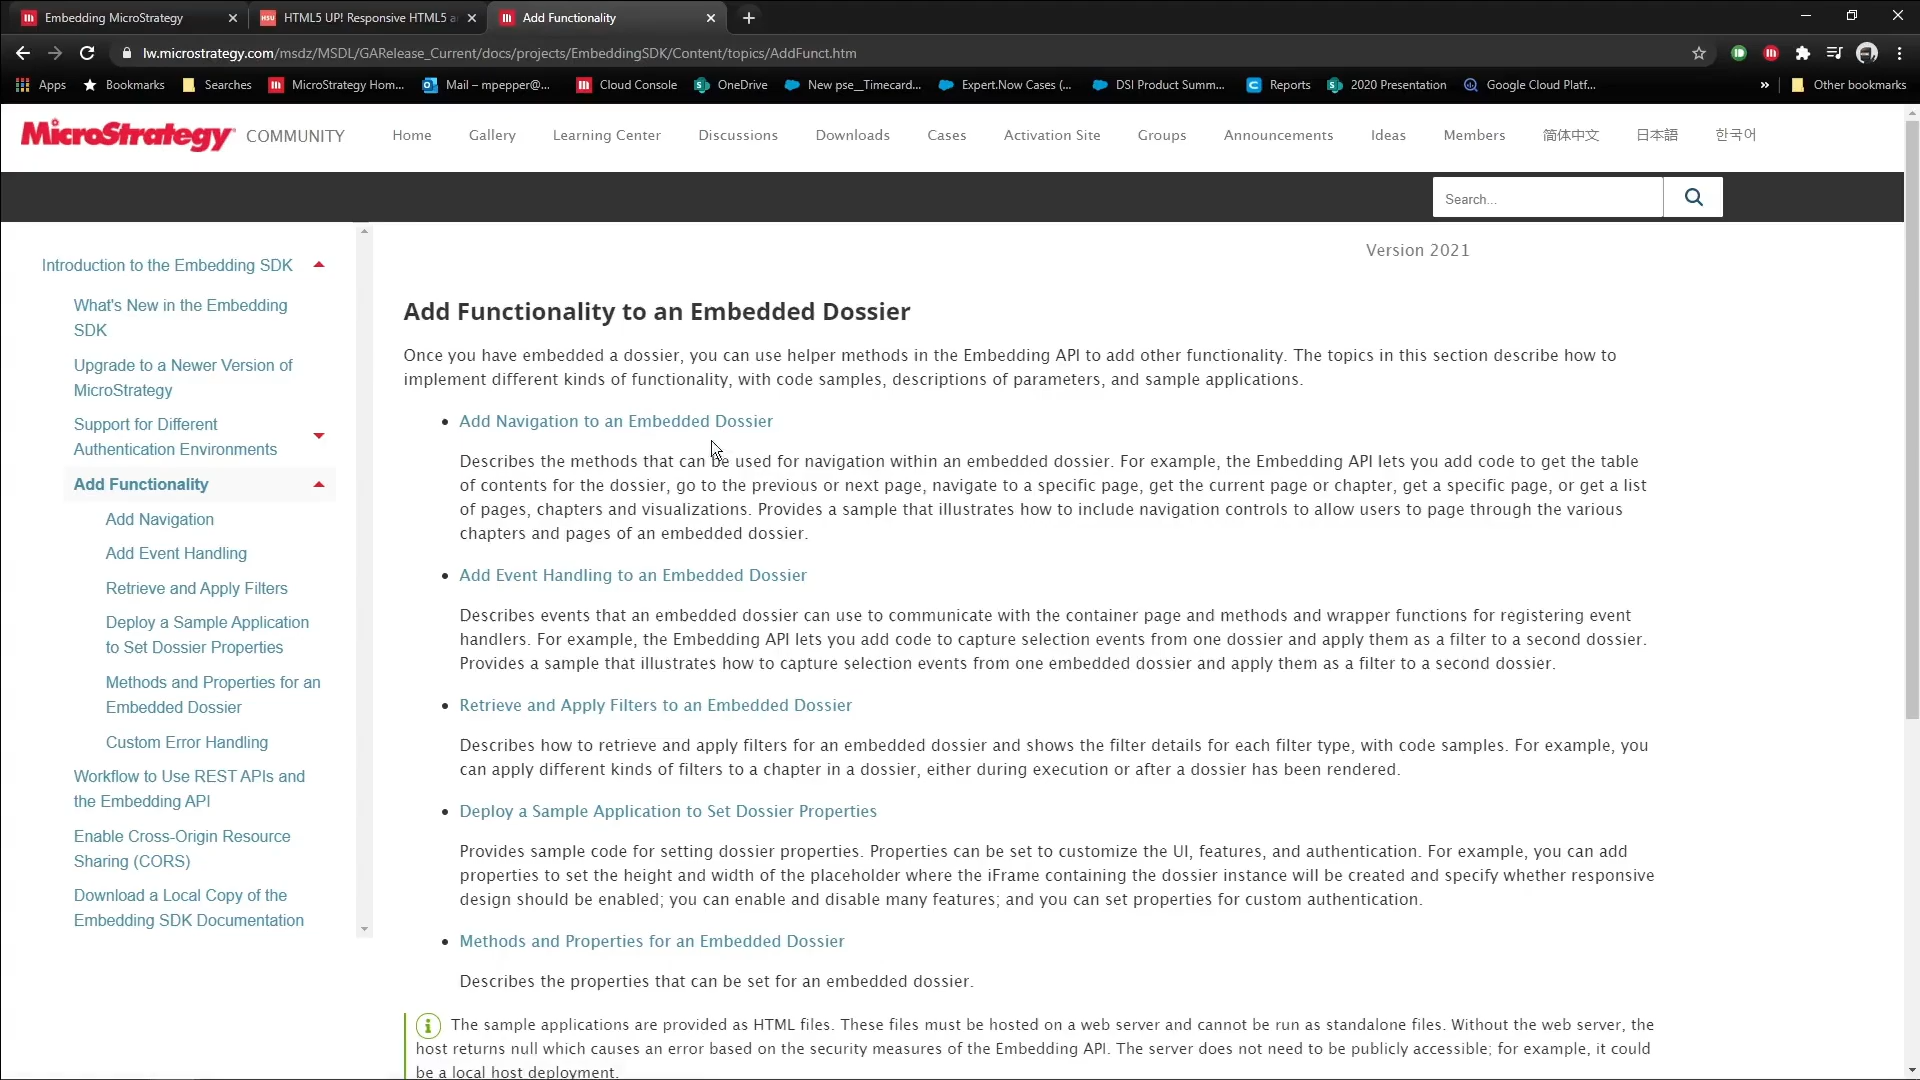 Embedding MicroStrategy
HTML5 UP! Responsive HTML5 a
Add Functionality
lw.microstrategy.com/msdz/MSDL/GARelease_Current/docs/projects/EmbeddingSDK/Content/topics/AddFunct.htm
Apps Bookmarks Searches MicroStrategy Hom... Mail – mpepper@... Cloud Console OneDrive New pse__Timecard... Expert.Now Cases (... DSI Product Summ... Reports 2020 Presentation Google Cloud Platf... » Other bookmarks
MicroStrategy COMMUNITY Home Gallery Learning Center Discussions Downloads Cases Activation Site Groups Announcements Ideas Members 简体中文 日本語 한국어
Search...
Version 2021
Introduction to the Embedding SDK
What's New in the Embedding
SDK
Upgrade to a Newer Version of
MicroStrategy
Support for Different
Authentication Environments
Add Functionality
Add Navigation
Add Event Handling
Retrieve and Apply Filters
Deploy a Sample Application
to Set Dossier Properties
Methods and Properties for an
Embedded Dossier
Custom Error Handling
Workflow to Use REST APIs and
the Embedding API
Enable Cross-Origin Resource
Sharing (CORS)
Download a Local Copy of the
Embedding SDK Documentation
Add Functionality to an Embedded Dossier
Once you have embedded a dossier, you can use helper methods in the Embedding API to add other functionality. The topics in this section describe how to
implement different kinds of functionality, with code samples, descriptions of parameters, and sample applications.
• Add Navigation to an Embedded Dossier
Describes the methods that can be used for navigation within an embedded dossier. For example, the Embedding API lets you add code to get the table
of contents for the dossier, go to the previous or next page, navigate to a specific page, get the current page or chapter, get a specific page, or get a list
of pages, chapters and visualizations. Provides a sample that illustrates how to include navigation controls to allow users to page through the various
chapters and pages of an embedded dossier.
• Add Event Handling to an Embedded Dossier
Describes events that an embedded dossier can use to communicate with the container page and methods and wrapper functions for registering event
handlers. For example, the Embedding API lets you add code to capture selection events from one dossier and apply them as a filter to a second dossier.
Provides a sample that illustrates how to capture selection events from one embedded dossier and apply them as a filter to a second dossier.
• Retrieve and Apply Filters to an Embedded Dossier
Describes how to retrieve and apply filters for an embedded dossier and shows the filter details for each filter type, with code samples. For example, you
can apply different kinds of filters to a chapter in a dossier, either during execution or after a dossier has been rendered.
• Deploy a Sample Application to Set Dossier Properties
Provides sample code for setting dossier properties. Properties can be set to customize the UI, features, and authentication. For example, you can add
properties to set the height and width of the placeholder where the iFrame containing the dossier instance will be created and specify whether responsive
design should be enabled; you can enable and disable many features; and you can set properties for custom authentication.
• Methods and Properties for an Embedded Dossier
Describes the properties that can be set for an embedded dossier.
The sample applications are provided as HTML files. These files must be hosted on a web server and cannot be run as standalone files. Without the web server, the
host returns null which causes an error based on the security measures of the Embedding API. The server does not need to be publicly accessible; for example, it could
be a local host deployment.